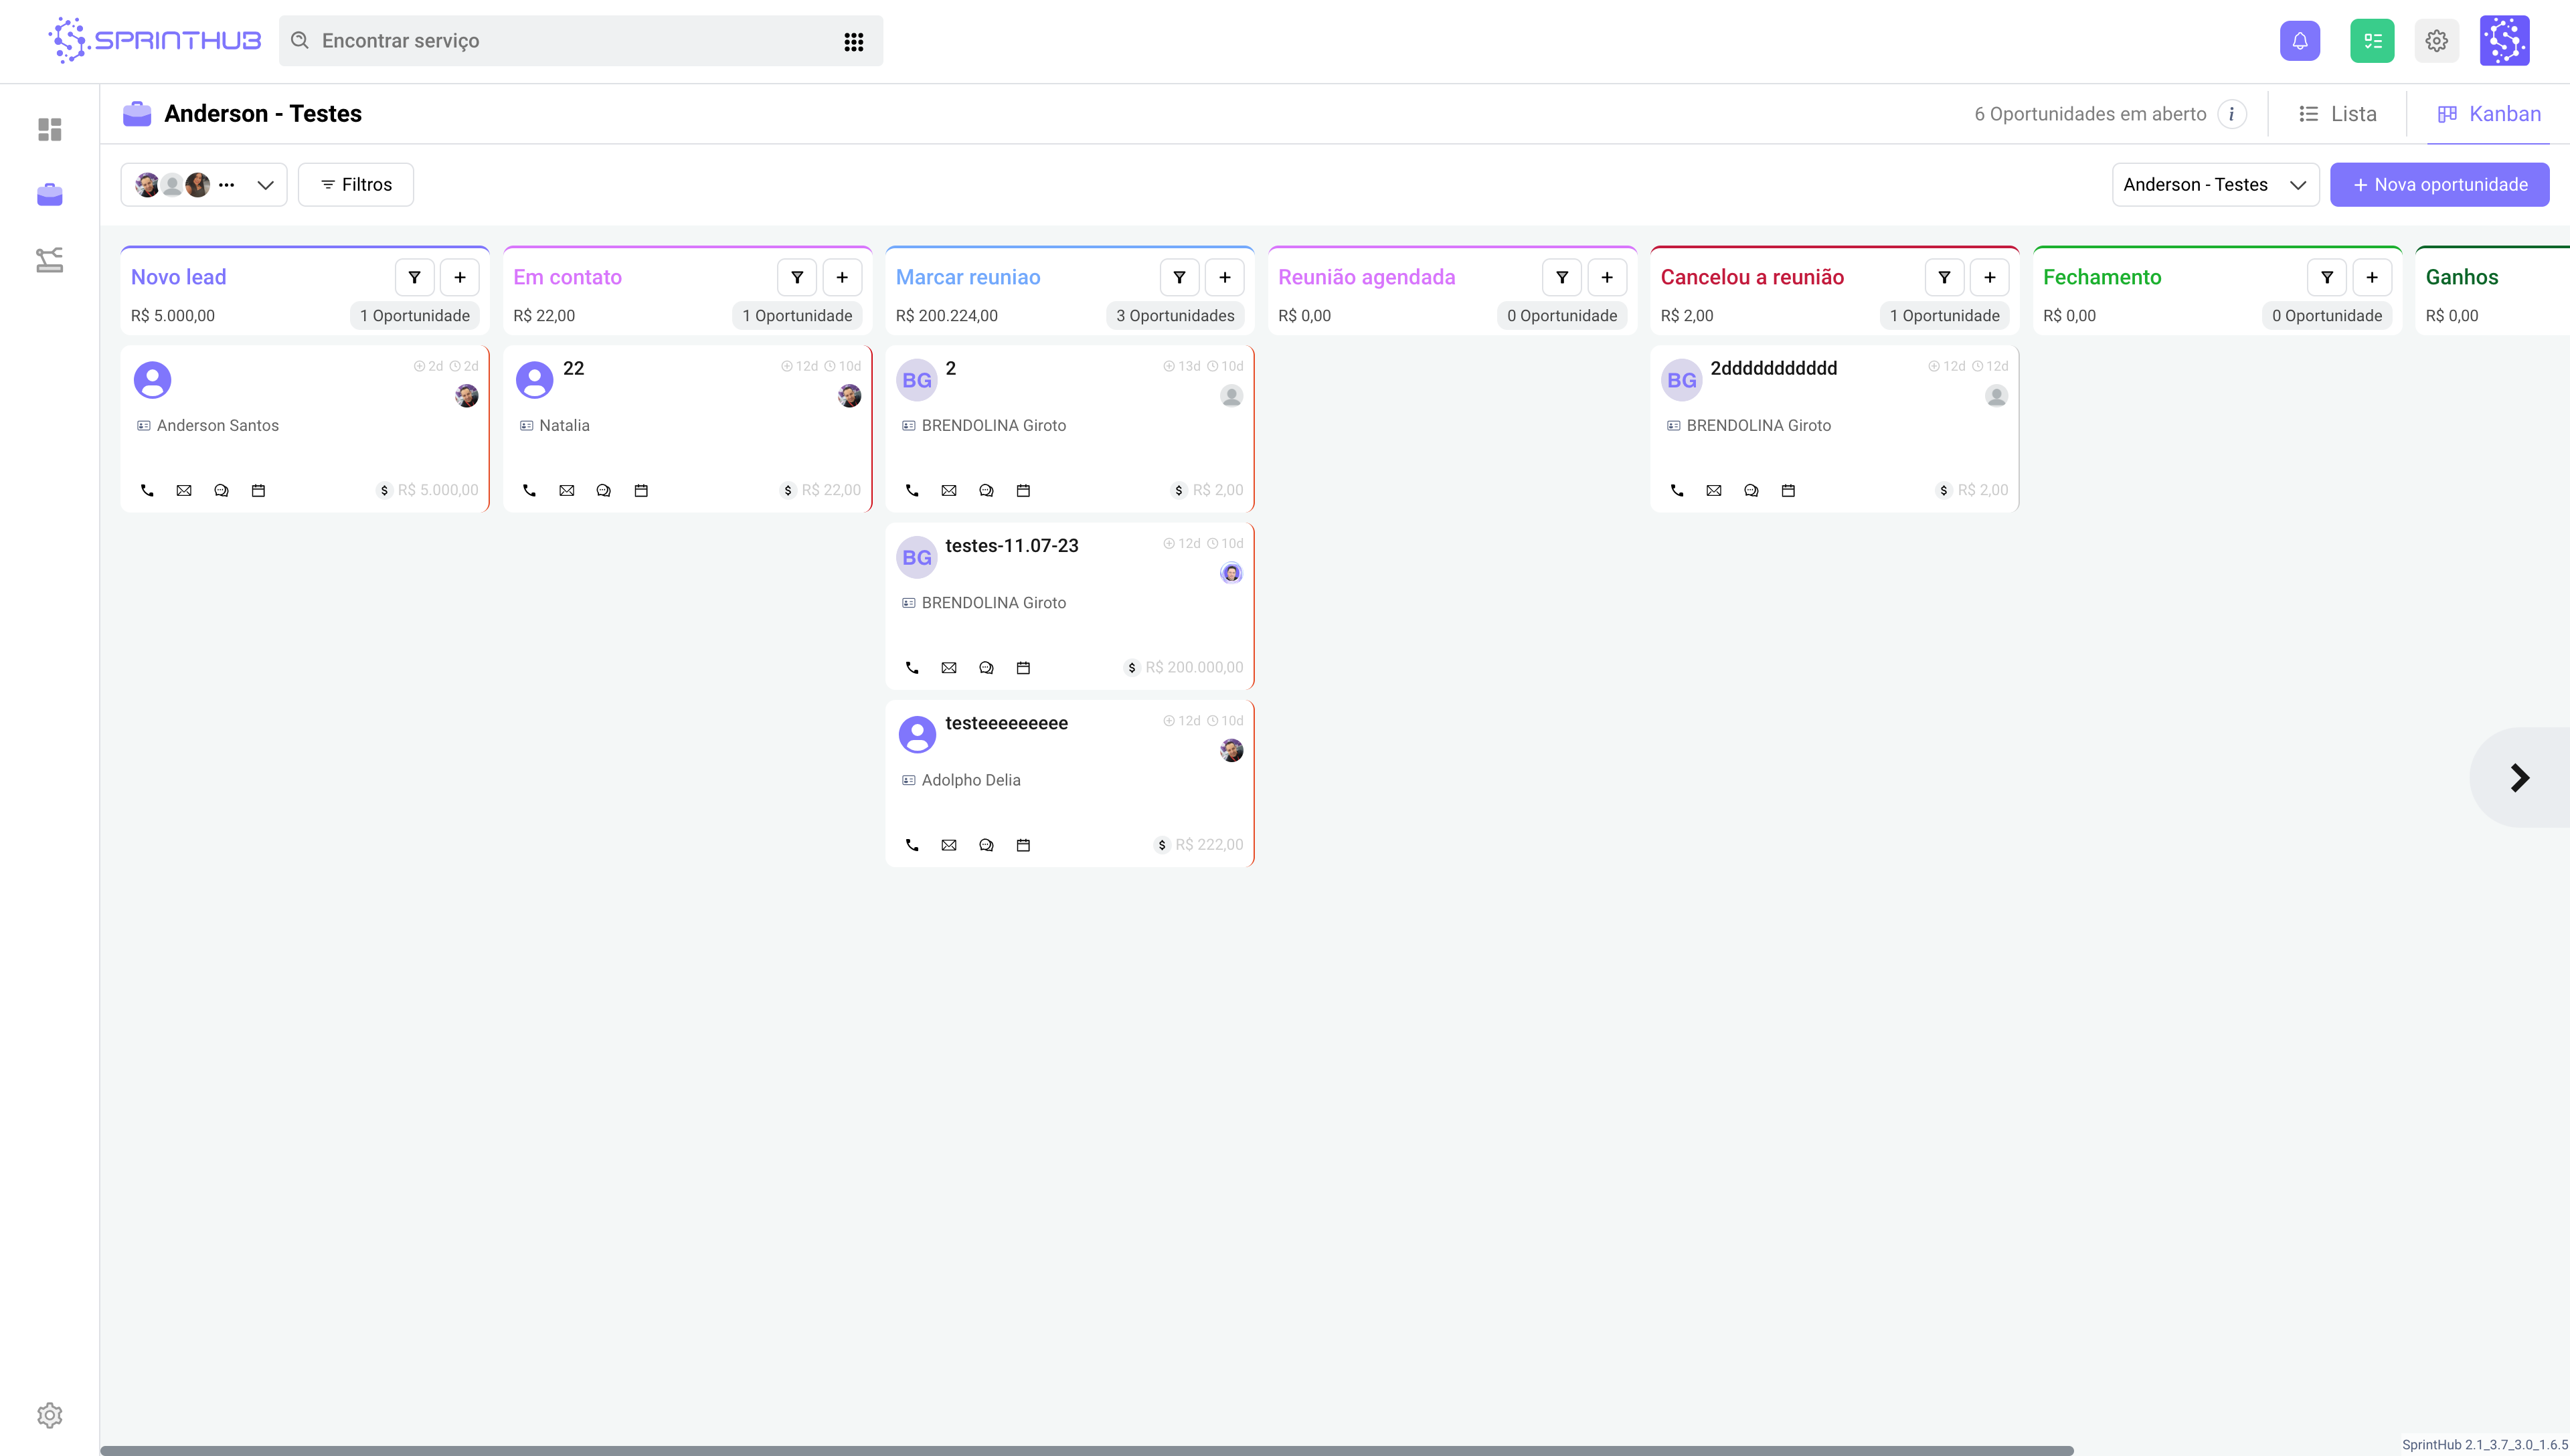 SPRINTHUB
Encontrar serviço
Anderson - Testes
6 Oportunidades em aberto
i
Lista
Kanban
Filtros
Anderson - Testes
+ Nova oportunidade
Novo lead
R$ 5.000,00
1 Oportunidade
2d 2d
Anderson Santos
$ R$ 5.000,00
Em contato
R$ 22,00
1 Oportunidade
22
12d 10d
Natalia
$ R$ 22,00
Marcar reuniao
R$ 200.224,00
3 Oportunidades
BG
2
13d 10d
BRENDOLINA Giroto
$ R$ 2,00
BG
testes-11.07-23
12d 10d
BRENDOLINA Giroto
$ R$ 200.000,00
testeeeeeeeee
12d 10d
Adolpho Delia
$ R$ 222,00
Reunião agendada
R$ 0,00
0 Oportunidade
Cancelou a reunião
R$ 2,00
1 Oportunidade
BG
2ddddddddddd
12d 12d
BRENDOLINA Giroto
$ R$ 2,00
Fechamento
R$ 0,00
0 Oportunidade
Ganhos
R$ 0,00
SprintHub 2.1_3.7_3.0_1.6.5